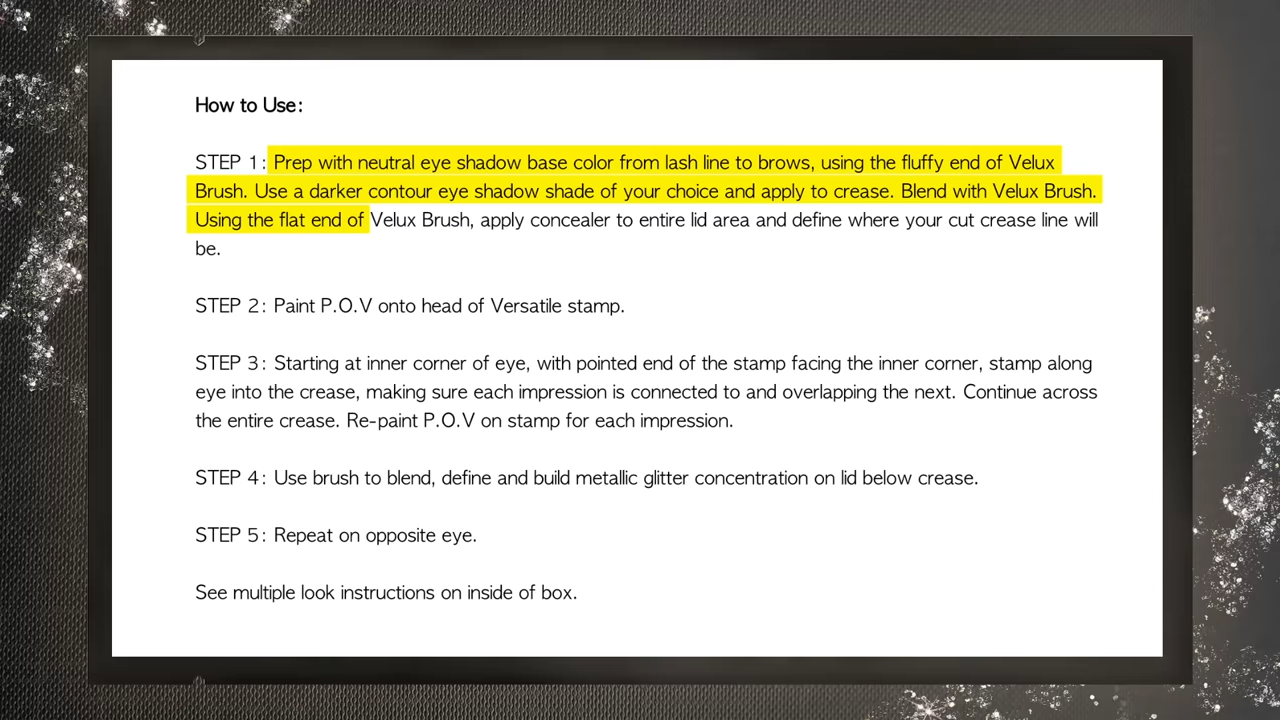 How to Use:
STEP 1: Prep with neutral eye shadow base color from lash line to brows, using the fluffy end of Velux
Brush. Use a darker contour eye shadow shade of your choice and apply to crease. Blend with Velux Brush.
Using the flat end of Velux Brush, apply concealer to entire lid area and define where your cut crease line will
be.
STEP 2: Paint P.O.V onto head of Versatile stamp.
STEP 3: Starting at inner corner of eye, with pointed end of the stamp facing the inner corner, stamp along
eye into the crease, making sure each impression is connected to and overlapping the next. Continue across
the entire crease. Re-paint P.O.V on stamp for each impression.
STEP 4: Use brush to blend, define and build metallic glitter concentration on lid below crease.
STEP 5: Repeat on opposite eye.
See multiple look instructions on inside of box.